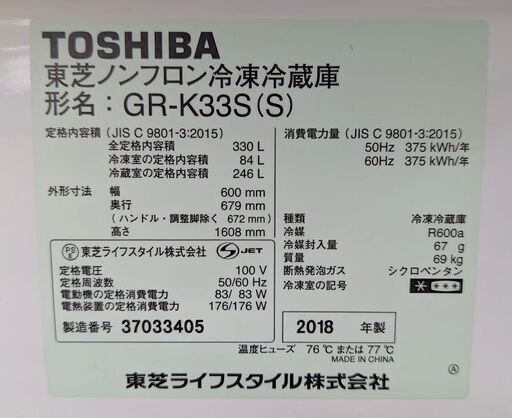 TOSHIBA
東芝ノンフロン冷凍冷蔵庫
形名：GR-K33S(S)
定格内容積（JIS C 9801-3:2015）
全定格内容積 330 L
冷凍室の定格内容積 84 L
冷蔵室の定格内容積 246 L
外形寸法 幅 600 mm
奥行 679 mm
（ハンドル・調整脚除く 672 mm）
高さ 1608 mm
消費電力量（JIS C 9801-3:2015）
50Hz 375 kWh/年
60Hz 375 kWh/年
種類 冷凍冷蔵庫
冷媒 R600a
冷媒封入量 67 g
質量 69 kg
断熱発泡ガス シクロペンタン
冷凍室の記号 * ***
PSE 東芝ライフスタイル株式会社 SJET
定格電圧 100 V
定格周波数 50/60 Hz
電動機の定格消費電力 83/ 83 W
電熱装置の定格消費電力 176/176 W
製造番号 37033405
2018 年製
温度ヒューズ 76 ℃ または 77 ℃
MADE IN CHINA
Ⓐ
東芝ライフスタイル株式会社